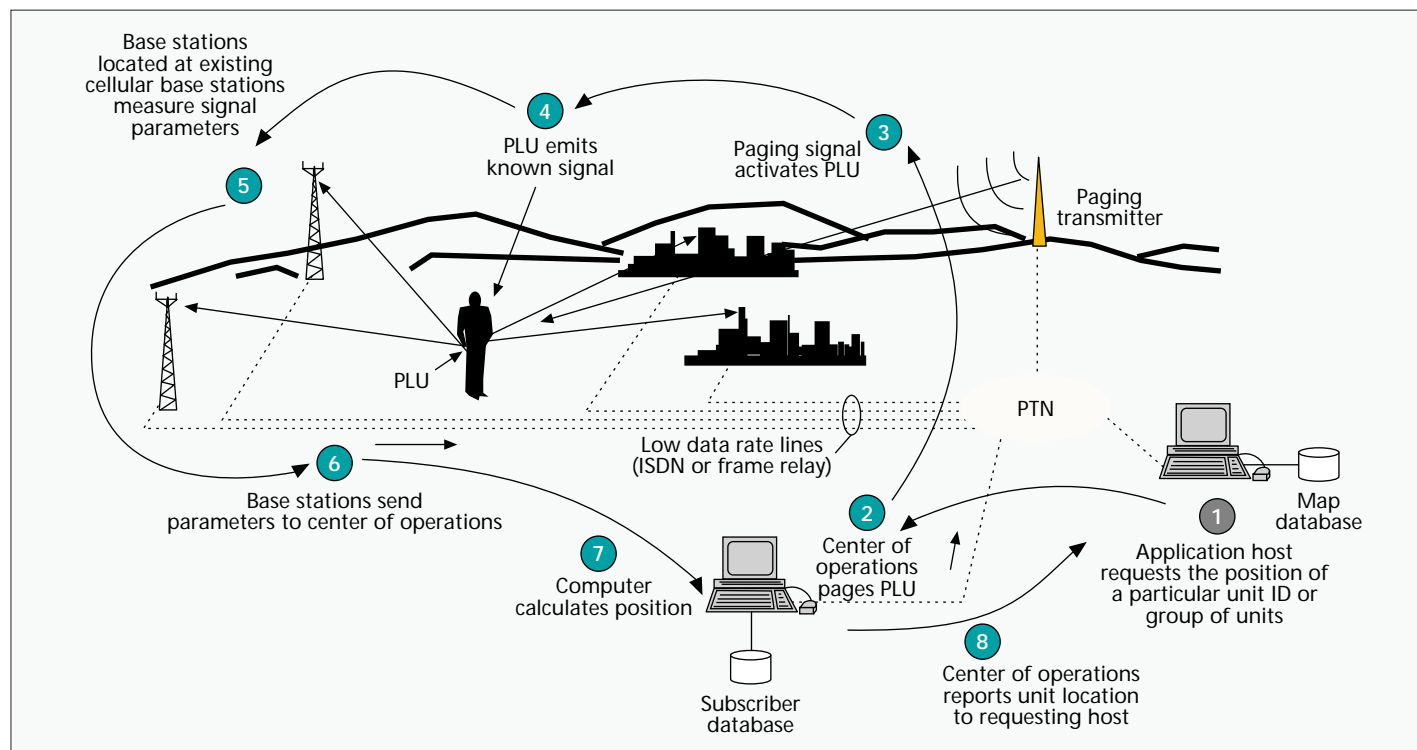 Base stations
located at existing
cellular base stations
measure signal
parameters
5
4
PLU emits
known signal
3
Paging signal
activates PLU
Paging
transmitter
PLU
PTN
Low data rate lines
(ISDN or frame relay)
6
Base stations send
parameters to center of operations
7
Computer
calculates position
Subscriber
database
2
Center of
operations
pages PLU
Map
database
1
Application host
requests the position of
a particular unit ID or
group of units
8
Center of operations
reports unit location
to requesting host